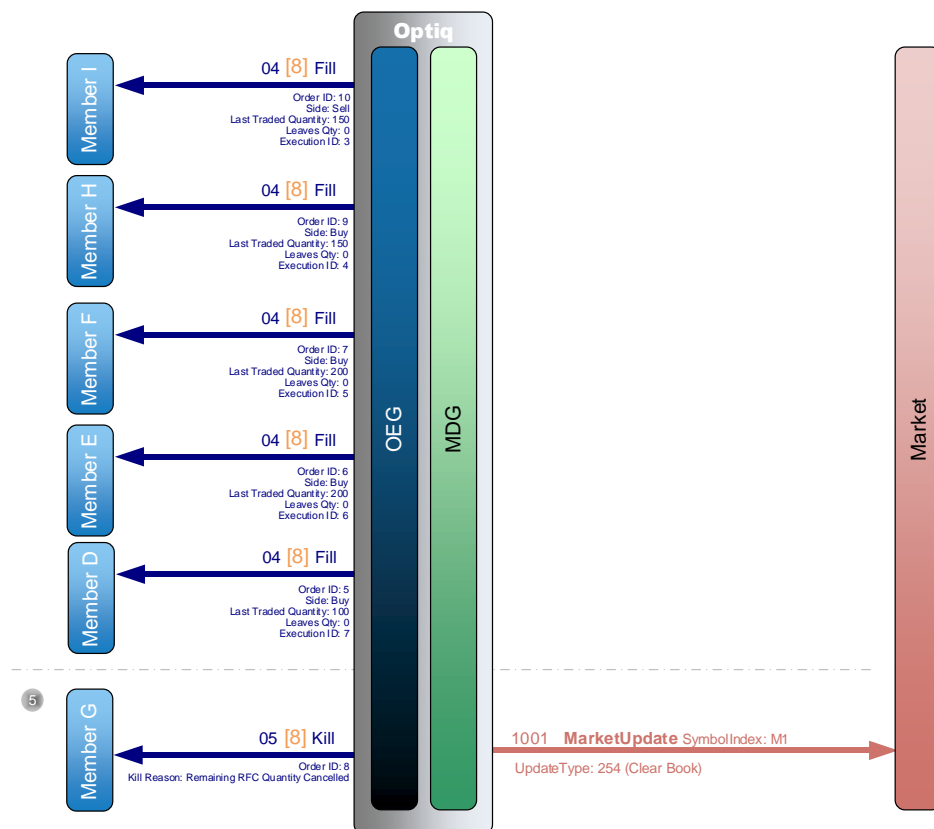 Optiq
OEG
MDG
Market
Member I
04 [8] Fill
Order ID: 10
Side: Sell
Last Traded Quantity: 150
Leaves Qty: 0
Execution ID: 3
Member H
04 [8] Fill
Order ID: 9
Side: Buy
Last Traded Quantity: 150
Leaves Qty: 0
Execution ID: 4
Member F
04 [8] Fill
Order ID: 7
Side: Buy
Last Traded Quantity: 200
Leaves Qty: 0
Execution ID: 5
Member E
04 [8] Fill
Order ID: 6
Side: Buy
Last Traded Quantity: 200
Leaves Qty: 0
Execution ID: 6
Member D
04 [8] Fill
Order ID: 5
Side: Buy
Last Traded Quantity: 100
Leaves Qty: 0
Execution ID: 7
5
Member G
05 [8] Kill
Order ID: 8
Kill Reason: Remaining RFC Quantity Cancelled
1001 MarketUpdate SymbolIndex: M1
UpdateType: 254 (Clear Book)